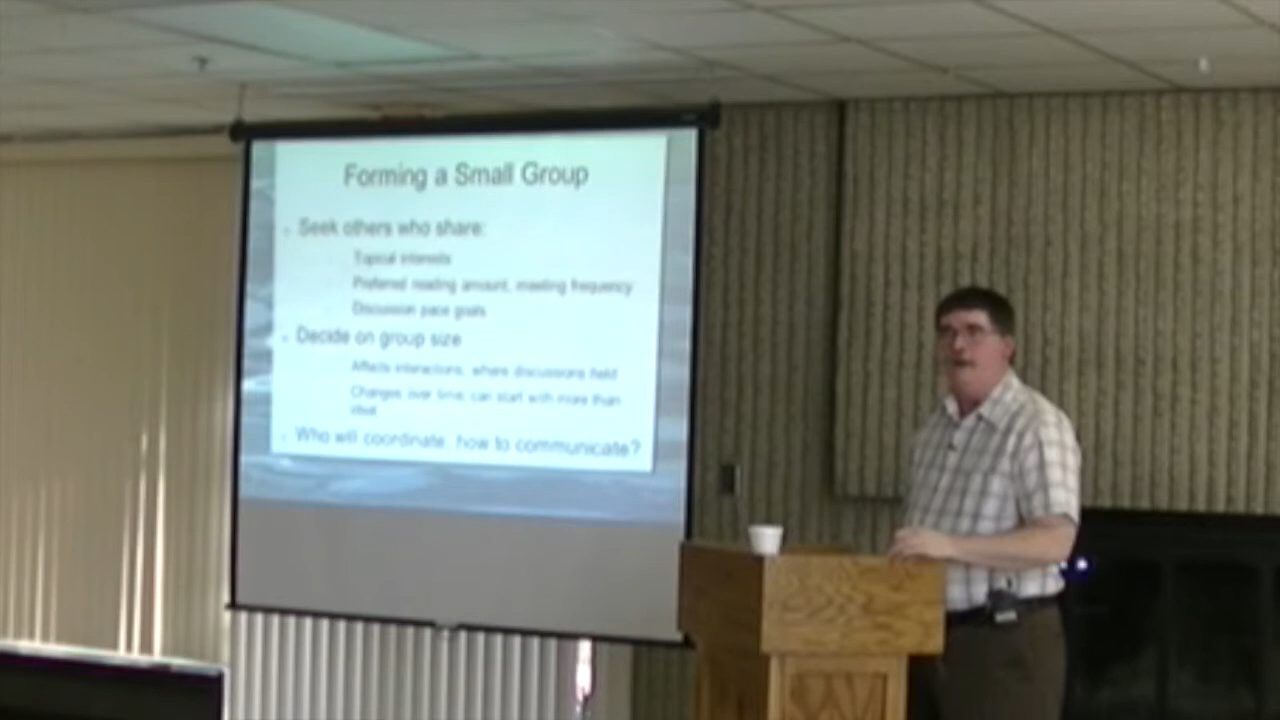 Forming a Small Group
Seek others who share:
Topical interests
Preferred reading amount, meeting frequency
Discussion pace goals
Decide on group size
Affects interactions, where discussions held
Changes over time; can start with more than
ideal
Who will coordinate, how to communicate?